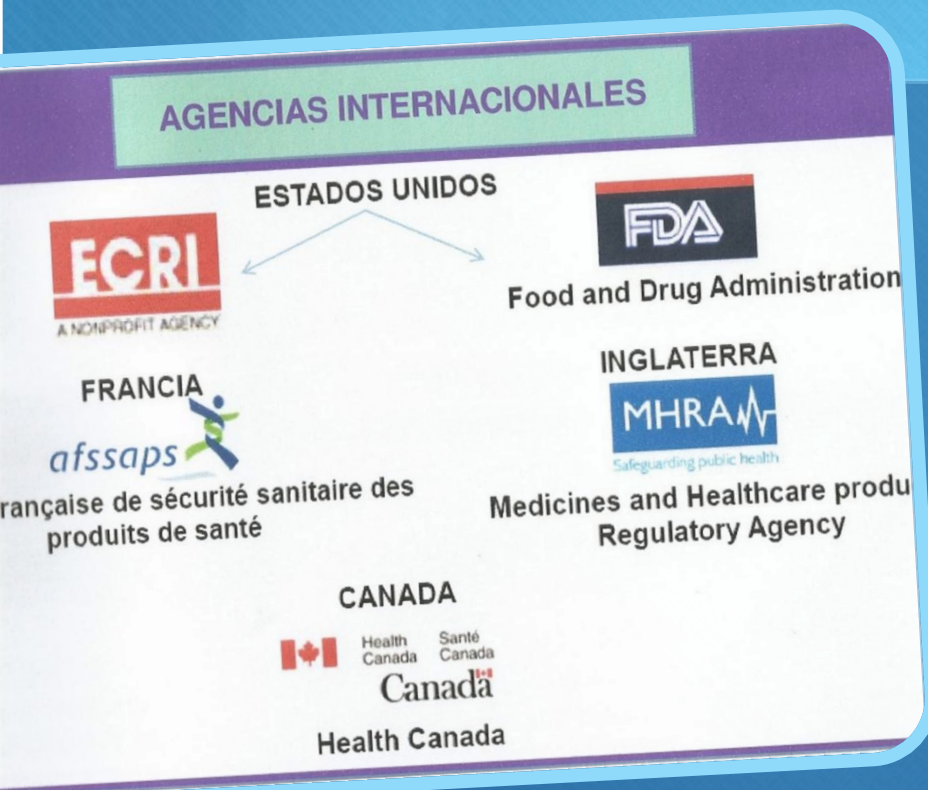 AGENCIAS INTERNACIONALES
ESTADOS UNIDOS
ECRI
A NONPROFIT AGENCY
FDA
Food and Drug Administration
FRANCIA
afssaps
rançaise de sécurité sanitaire des
produits de santé
INGLATERRA
MHRA
Safeguarding public health
Medicines and Healthcare produ
Regulatory Agency
CANADA
Health Canada
Santé Canada
Canada
Health Canada